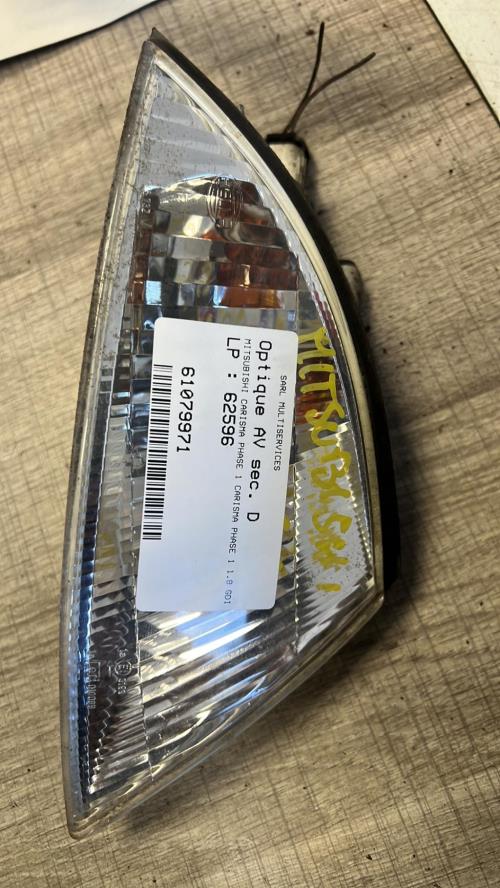 SARL MULTISERVICES
Optique AV sec. D
MITSUBISHI CARISMA PHASE 1 CARISMA PHASE 1 1.8 GDI
LP : 62596
61079971
MITSUBISHI
HELLA